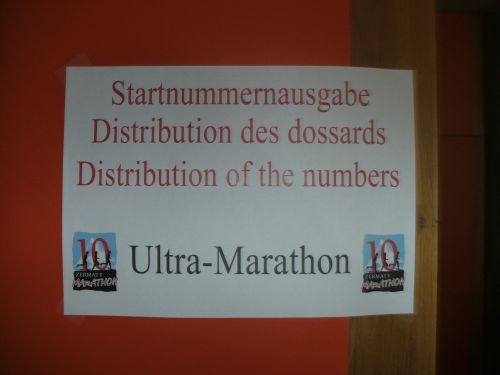 Startnummernausgabe
Distribution des dossards
Distribution of the numbers
10 Ultra-Marathon 10
ZERMATT ZERMATT
MARATHON MARATHON